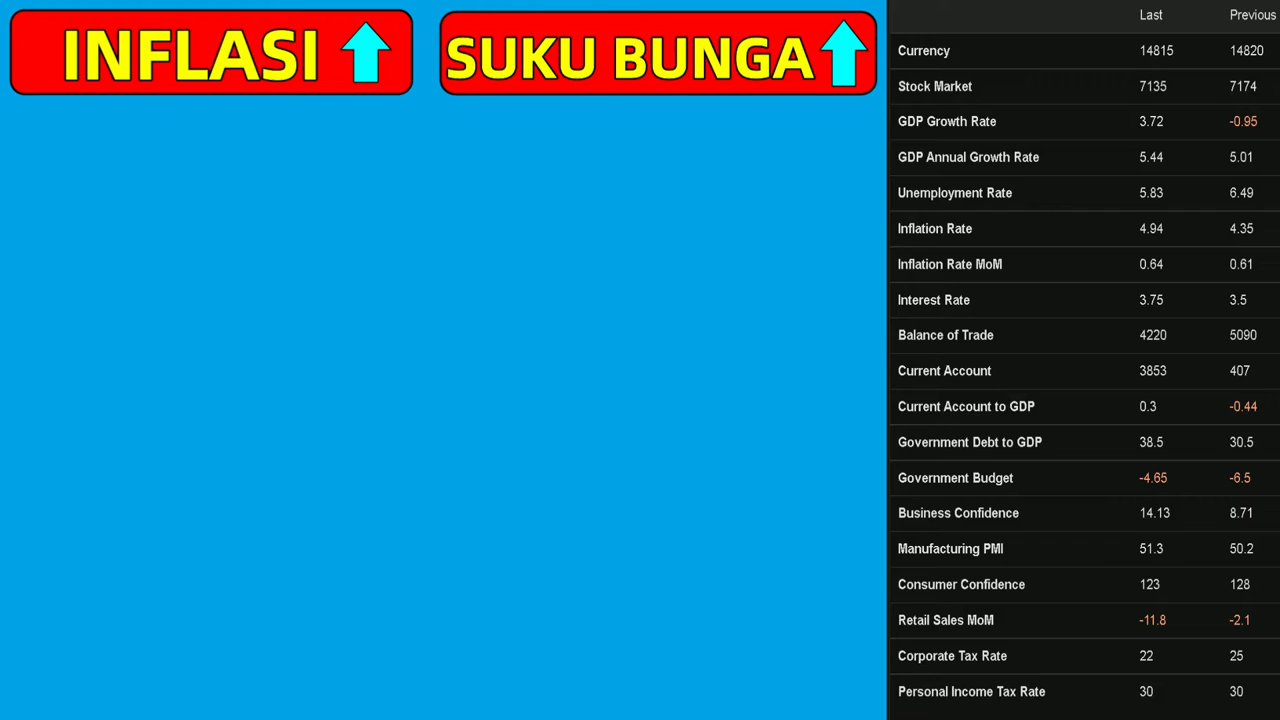 INFLASI
SUKU BUNGA
Last Previous
Currency 14815 14820
Stock Market 7135 7174
GDP Growth Rate 3.72 -0.95
GDP Annual Growth Rate 5.44 5.01
Unemployment Rate 5.83 6.49
Inflation Rate 4.94 4.35
Inflation Rate MoM 0.64 0.61
Interest Rate 3.75 3.5
Balance of Trade 4220 5090
Current Account 3853 407
Current Account to GDP 0.3 -0.44
Government Debt to GDP 38.5 30.5
Government Budget -4.65 -6.5
Business Confidence 14.13 8.71
Manufacturing PMI 51.3 50.2
Consumer Confidence 123 128
Retail Sales MoM -11.8 -2.1
Corporate Tax Rate 22 25
Personal Income Tax Rate 30 30